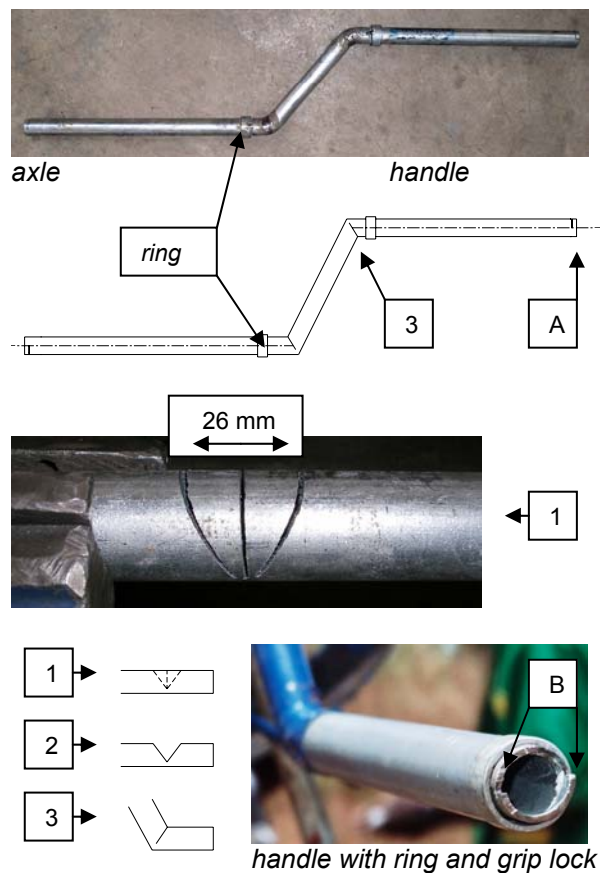 axle
handle
ring
3
A
26 mm
1
1
2
3
B
handle with ring and grip lock